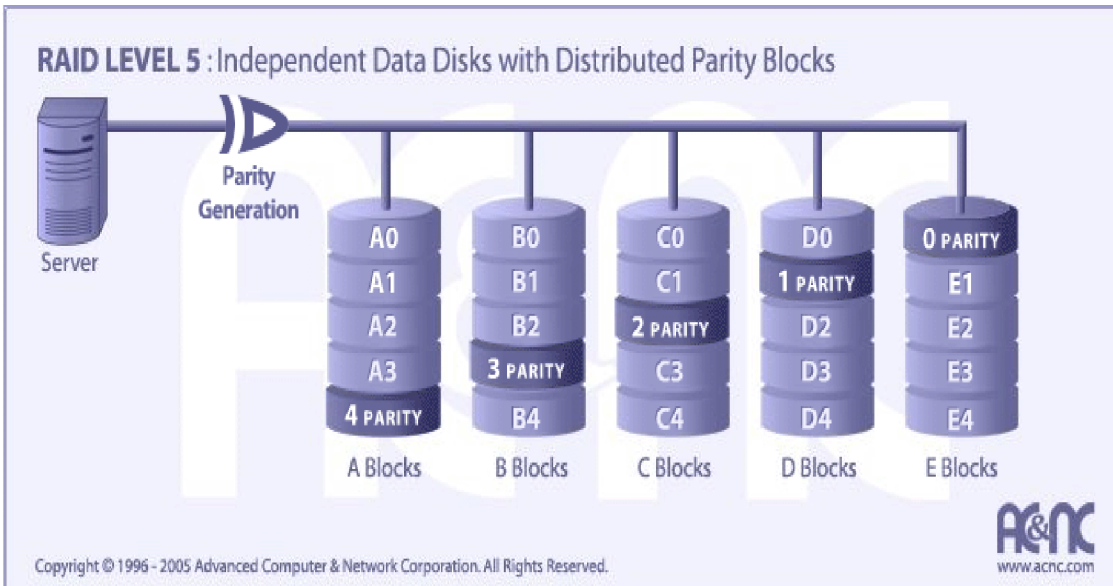 RAID LEVEL 5 : Independent Data Disks with Distributed Parity Blocks
Parity
Generation
Server
A0 B0 C0 D0 0 PARITY
A1 B1 C1 1 PARITY E1
A2 B2 2 PARITY D2 E2
A3 3 PARITY C3 D3 E3
4 PARITY B4 C4 D4 E4
A Blocks B Blocks C Blocks D Blocks E Blocks
AC&NC
www.acnc.com
Copyright © 1996 - 2005 Advanced Computer & Network Corporation. All Rights Reserved.